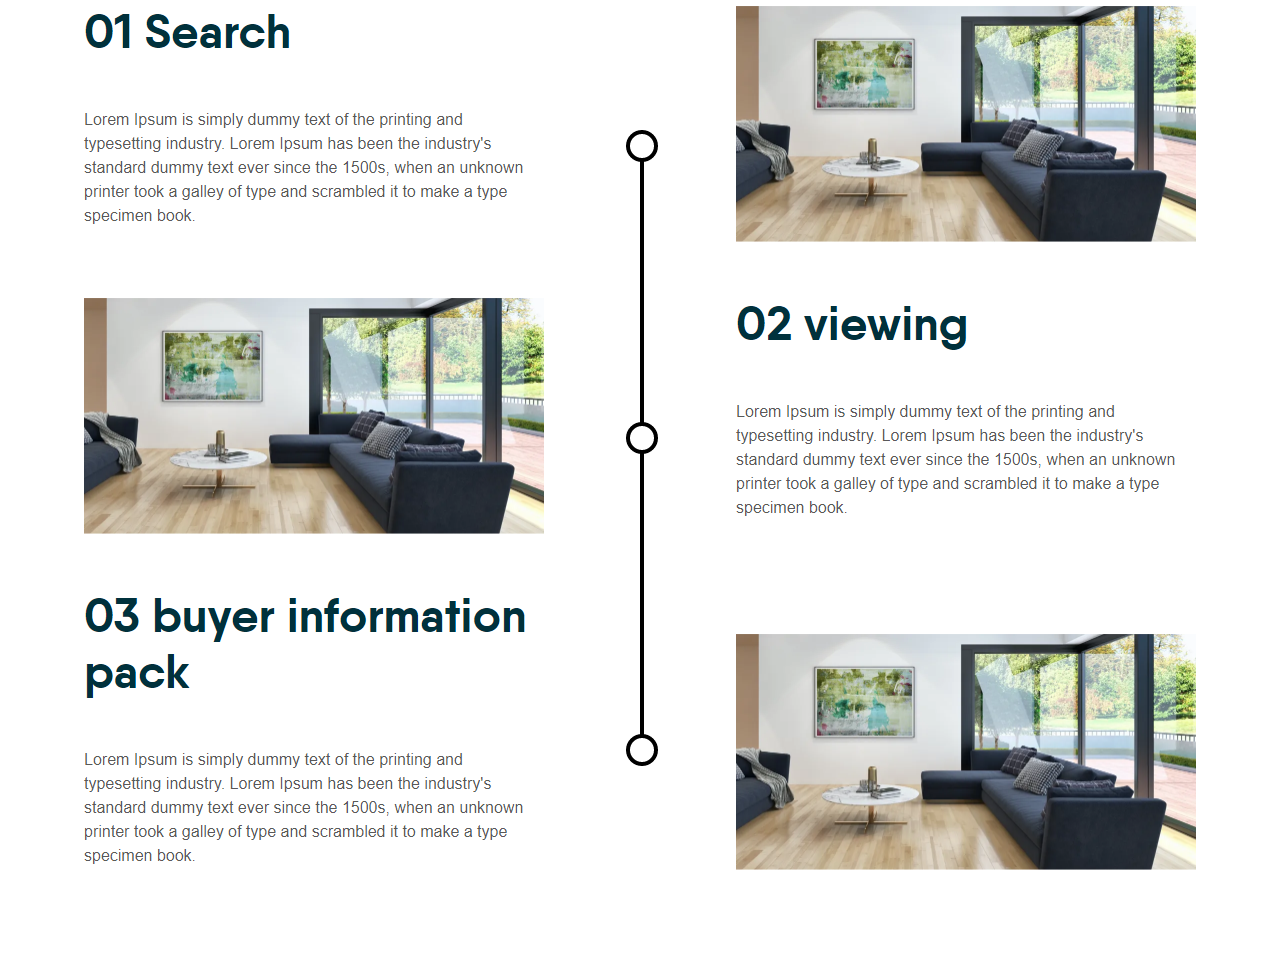 01 Search
Lorem Ipsum is simply dummy text of the printing and
typesetting industry. Lorem Ipsum has been the industry's
standard dummy text ever since the 1500s, when an unknown
printer took a galley of type and scrambled it to make a type
specimen book.
02 viewing
Lorem Ipsum is simply dummy text of the printing and
typesetting industry. Lorem Ipsum has been the industry's
standard dummy text ever since the 1500s, when an unknown
printer took a galley of type and scrambled it to make a type
specimen book.
03 buyer information
pack
Lorem Ipsum is simply dummy text of the printing and
typesetting industry. Lorem Ipsum has been the industry's
standard dummy text ever since the 1500s, when an unknown
printer took a galley of type and scrambled it to make a type
specimen book.